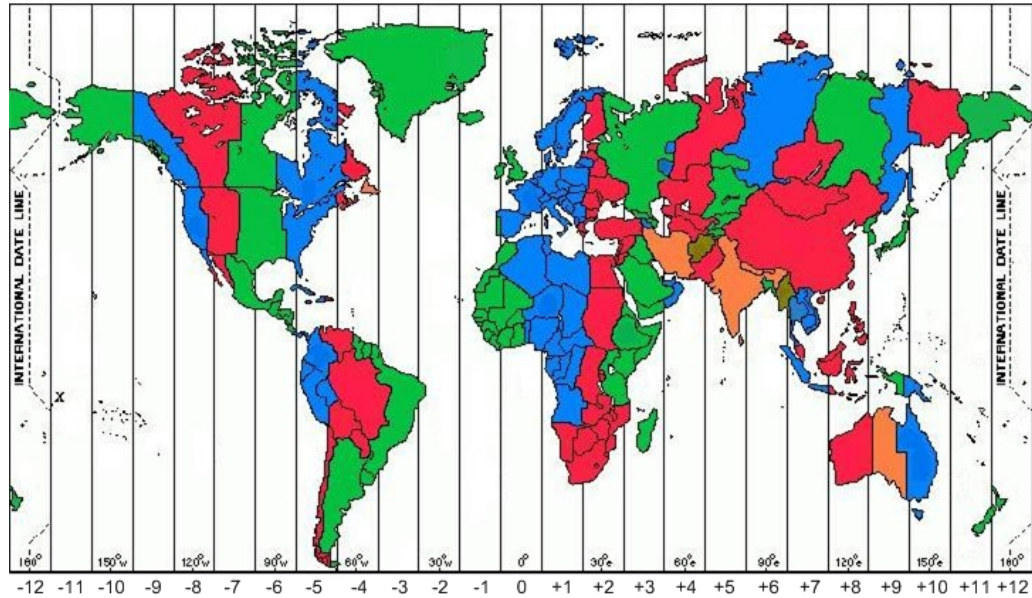 INTERNATIONAL DATE LINE
INTERNATIONAL DATE LINE
X
180° 150°w 120°w 90°w 60°w 30°w 0° 30°e 60°e 90°e 120°e 150°e 180°
-12 -11 -10 -9 -8 -7 -6 -5 -4 -3 -2 -1 0 +1 +2 +3 +4 +5 +6 +7 +8 +9 +10 +11 +12